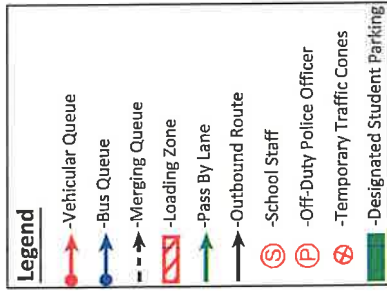 Legend
-Vehicular Queue
-Bus Queue
-Merging Queue
-Loading Zone
-Pass By Lane
-Outbound Route
S -School Staff
P -Off-Duty Police Officer
-Temporary Traffic Cones
-Designated Student Parking